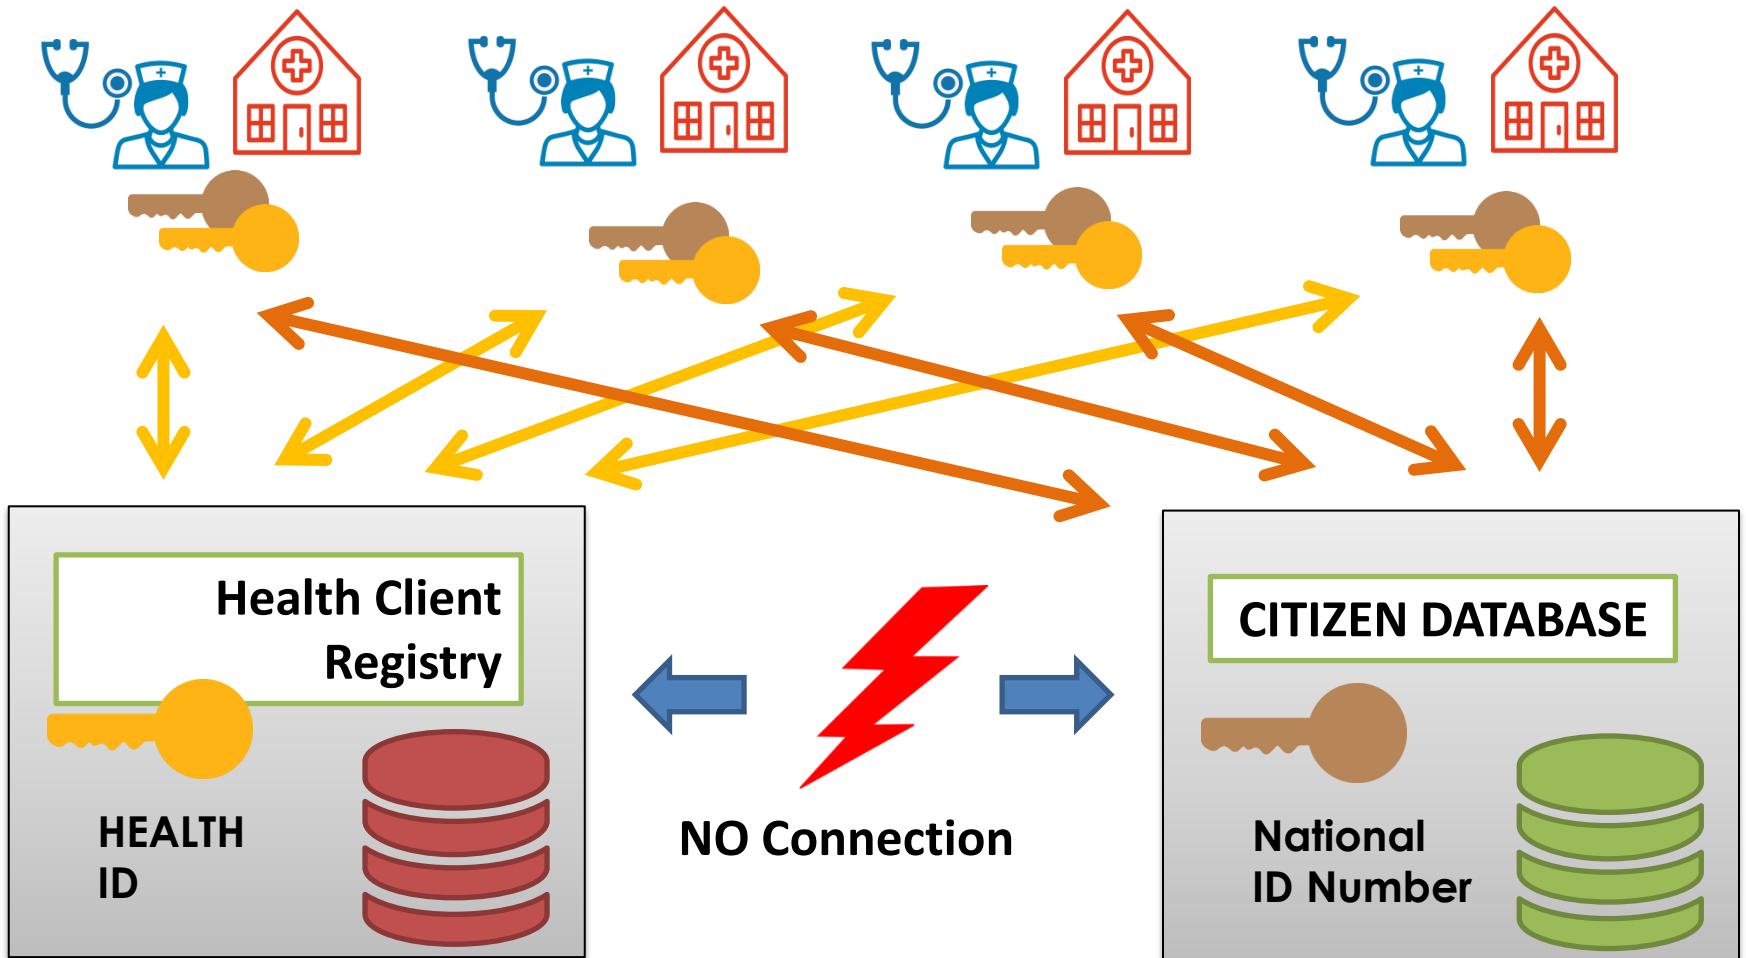 Health Client
Registry
HEALTH
ID
NO Connection
CITIZEN DATABASE
National
ID Number